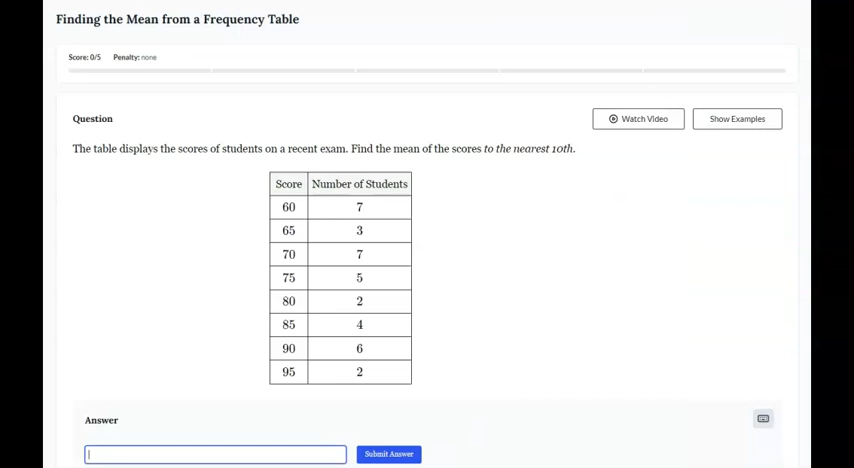 Finding the Mean from a Frequency Table
Score: 0/5 Penalty: none
Question
Watch Video
Show Examples
The table displays the scores of students on a recent exam. Find the mean of the scores to the nearest 10th.
Score Number of Students
60 7
65 3
70 7
75 5
80 2
85 4
90 6
95 2
Answer
Submit Answer